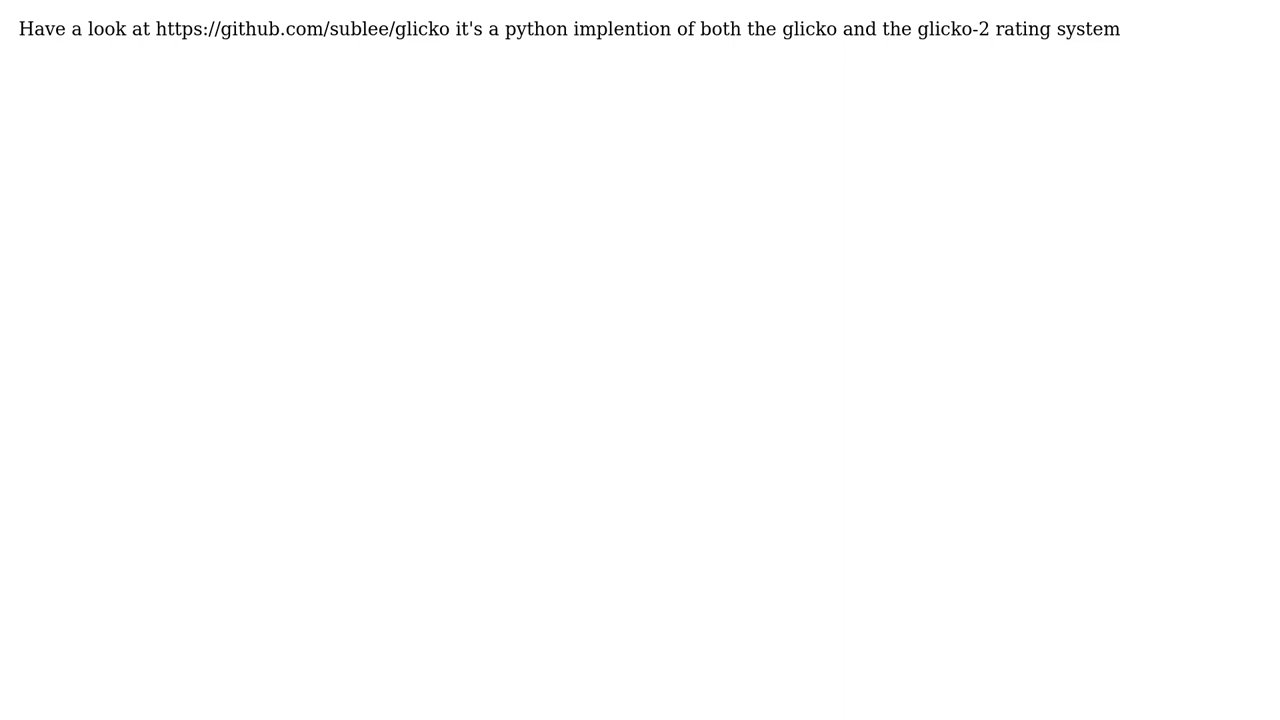 Have a look at https://github.com/sublee/glicko it's a python implention of both the glicko and the glicko-2 rating system